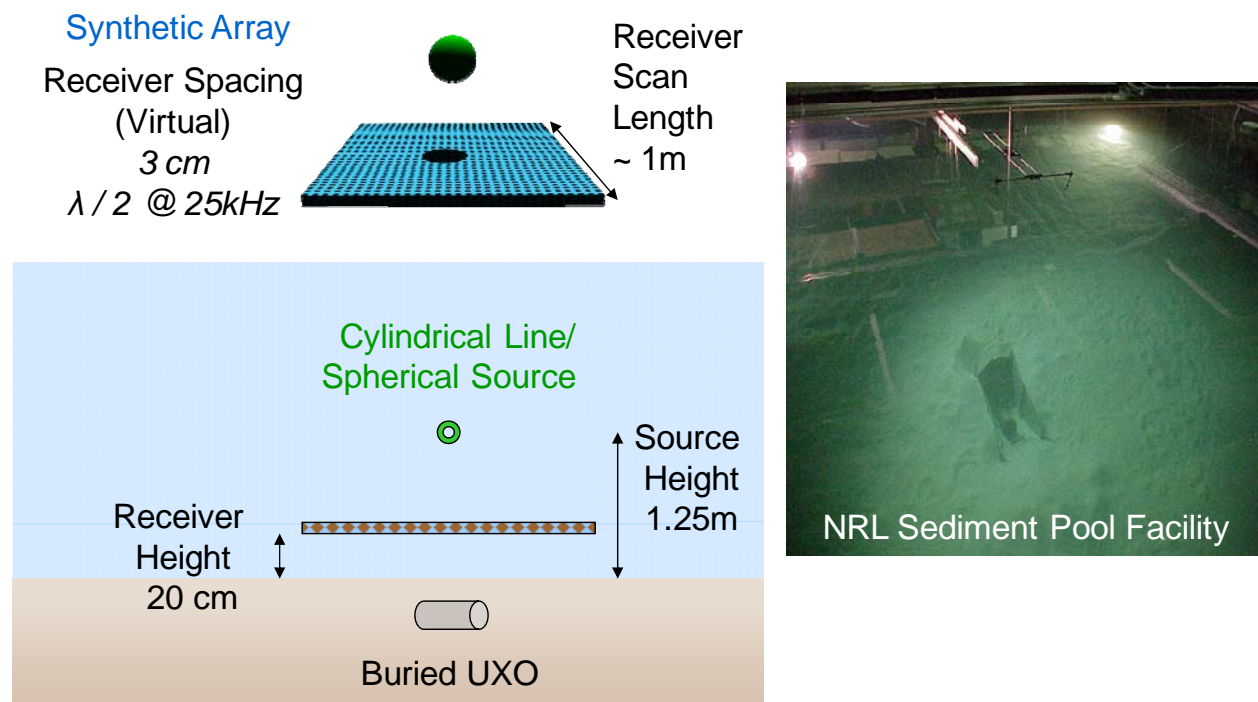 Synthetic Array
Receiver Spacing
(Virtual)
3 cm
λ / 2 @ 25kHz
Receiver
Scan
Length
~ 1m
Cylindrical Line/
Spherical Source
Source
Height
1.25m
Receiver
Height
20 cm
Buried UXO
NRL Sediment Pool Facility